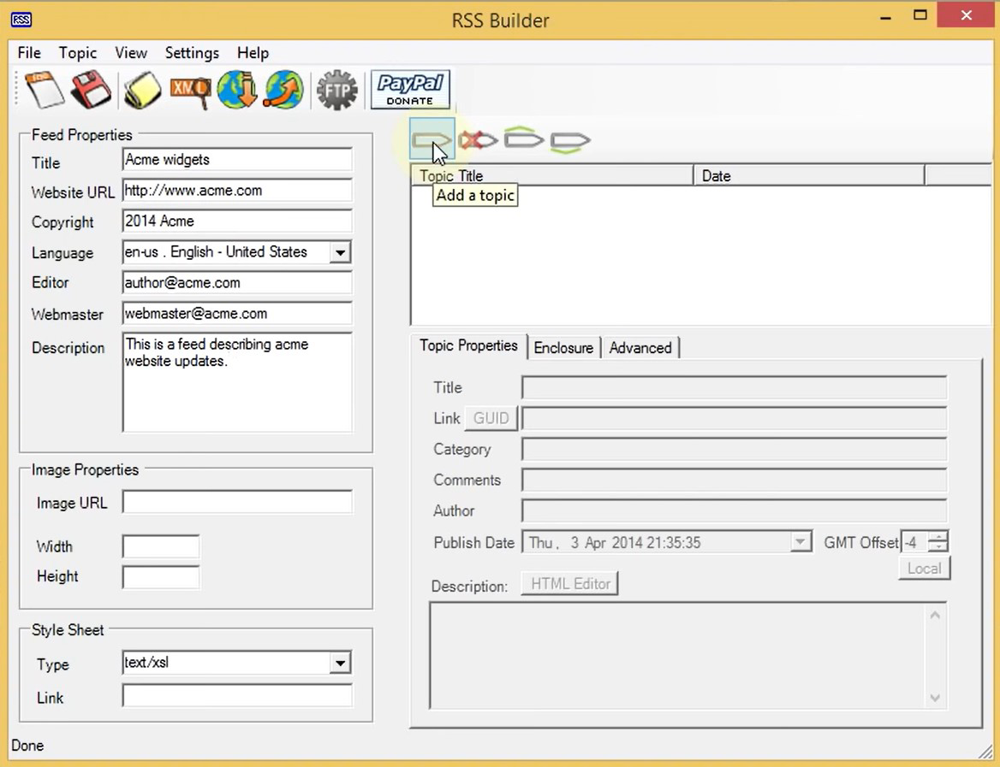 RSS
RSS Builder
File Topic View Settings Help
XML
FTP
PayPal
DONATE
Feed Properties
Title Acme widgets
Website URL http://www.acme.com
Copyright 2014 Acme
Language en-us . English - United States
Editor author@acme.com
Webmaster webmaster@acme.com
Description This is a feed describing acme
website updates.
Image Properties
Image URL
Width
Height
Style Sheet
Type text/xsl
Link
Topic Title Date
Add a topic
Topic Properties Enclosure Advanced
Title
Link GUID
Category
Comments
Author
Publish Date Thu , 3 Apr 2014 21:35:35 GMT Offset -4
Local
Description: HTML Editor
Done